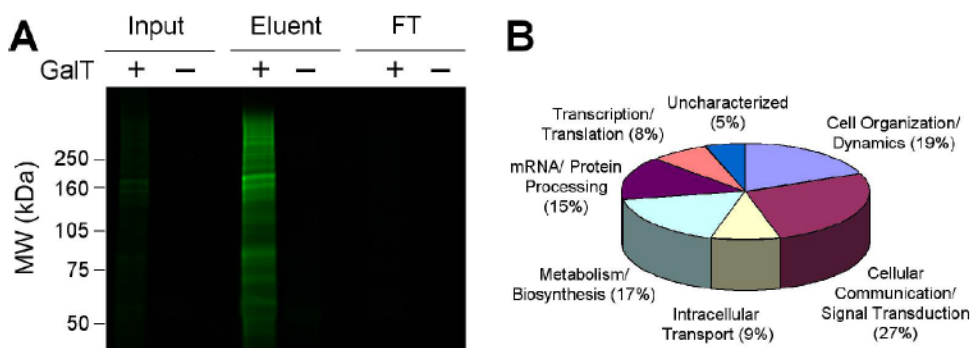 A
Input Eluent FT
GalT + − + − + −
MW (kDa)
250
160
105
75
50
B
Transcription/
Translation (8%)
Uncharacterized
(5%)
Cell Organization/
Dynamics (19%)
mRNA/ Protein
Processing
(15%)
Metabolism/
Biosynthesis (17%)
Intracellular
Transport (9%)
Cellular
Communication/
Signal Transduction
(27%)